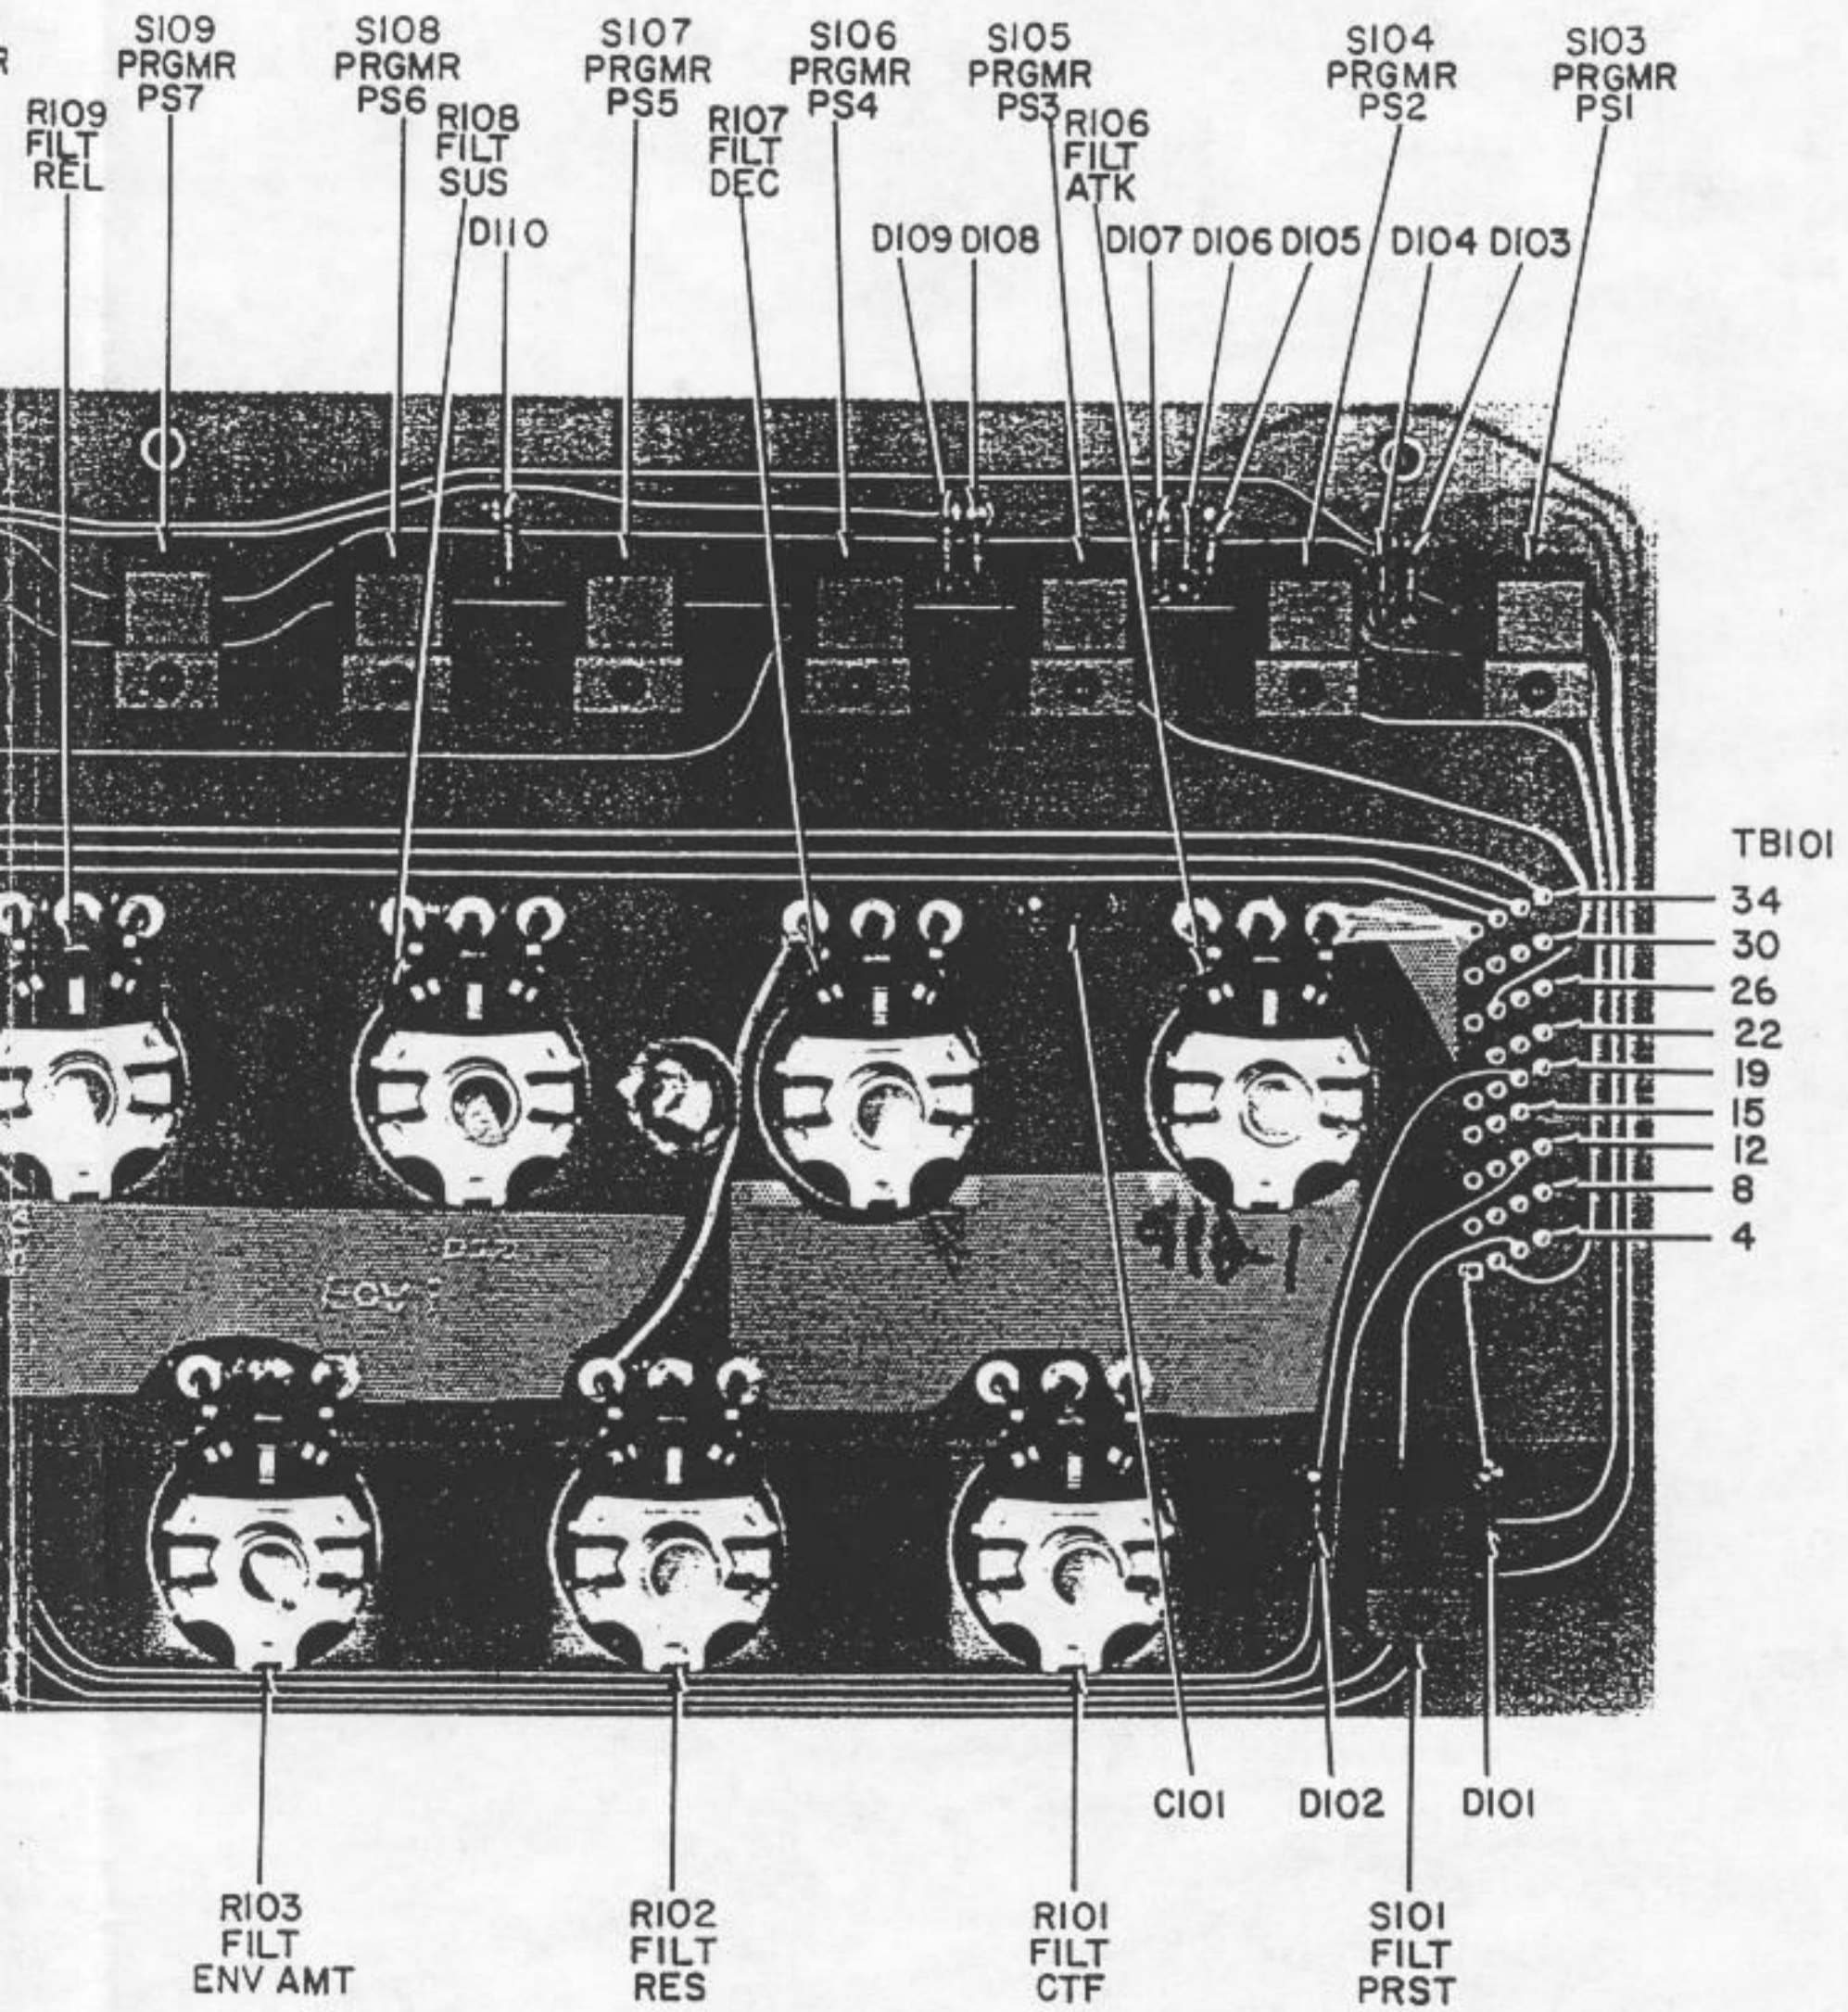 S109
PRGMR
PS7
S108
PRGMR
PS6
S107
PRGMR
PS5
S106
PRGMR
PS4
S105
PRGMR
PS3
S104
PRGMR
PS2
S103
PRGMR
PS1
R
R109
FILT
REL
R108
FILT
SUS
R107
FILT
DEC
R106
FILT
ATK
D110
D109 D108
D107 D106 D105
D104 D103
TB101
34
30
26
22
19
15
12
8
4
C101
D102
D101
R103
FILT
ENV AMT
R102
FILT
RES
R101
FILT
CTF
S101
FILT
PRST